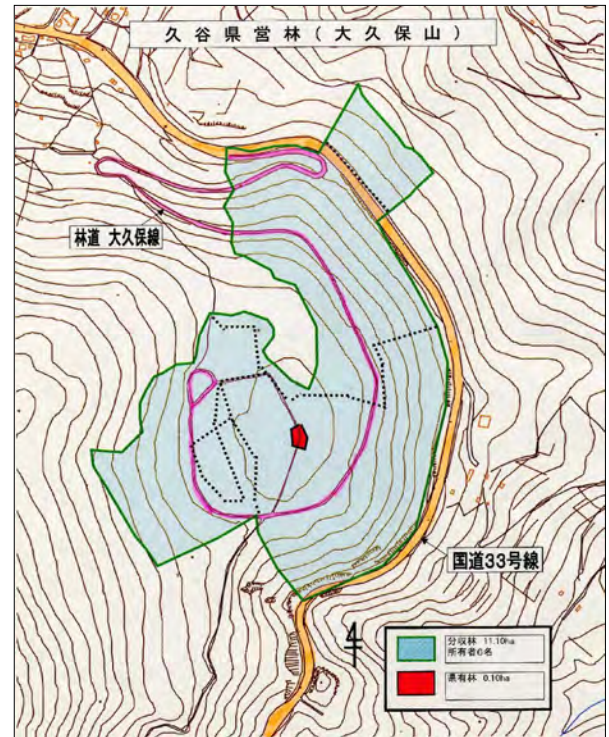 久谷県営林(大久保山)
林道 大久保線
国道33号線
分収林 11.10ha
所有者6名
県有林 0.10ha